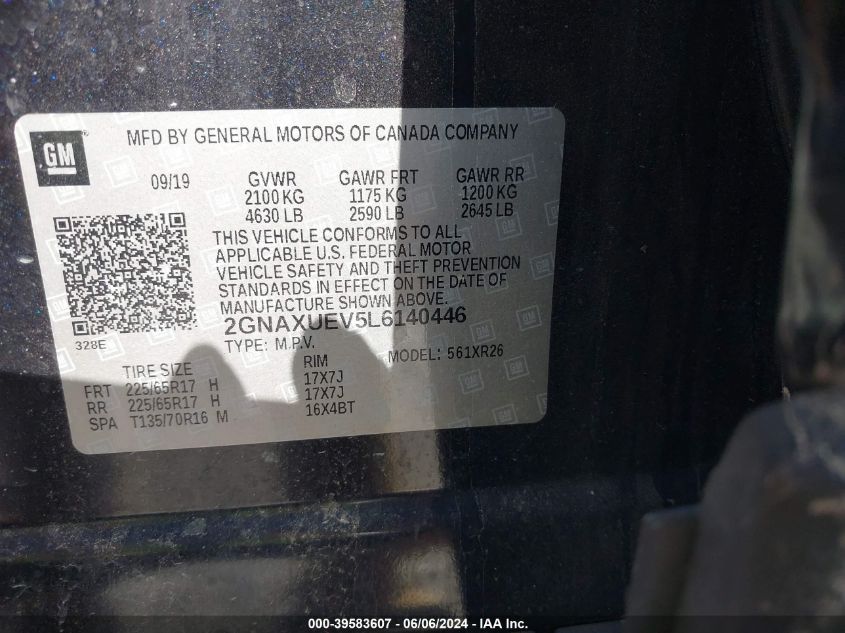 GM ®
MFD BY GENERAL MOTORS OF CANADA COMPANY
09/19 GVWR GAWR FRT GAWR RR
2100 KG 1175 KG 1200 KG
4630 LB 2590 LB 2645 LB
THIS VEHICLE CONFORMS TO ALL
APPLICABLE U.S. FEDERAL MOTOR
VEHICLE SAFETY AND THEFT PREVENTION
STANDARDS IN EFFECT ON THE DATE OF
MANUFACTURE SHOWN ABOVE.
2GNAXUEV5L6140446
328E
TYPE: M.P.V. MODEL: 561XR26
TIRE SIZE RIM
FRT 225/65R17 H 17X7J
RR 225/65R17 H 17X7J
SPA T135/70R16 M 16X4BT
000-39583607 - 06/06/2024 - IAA Inc.